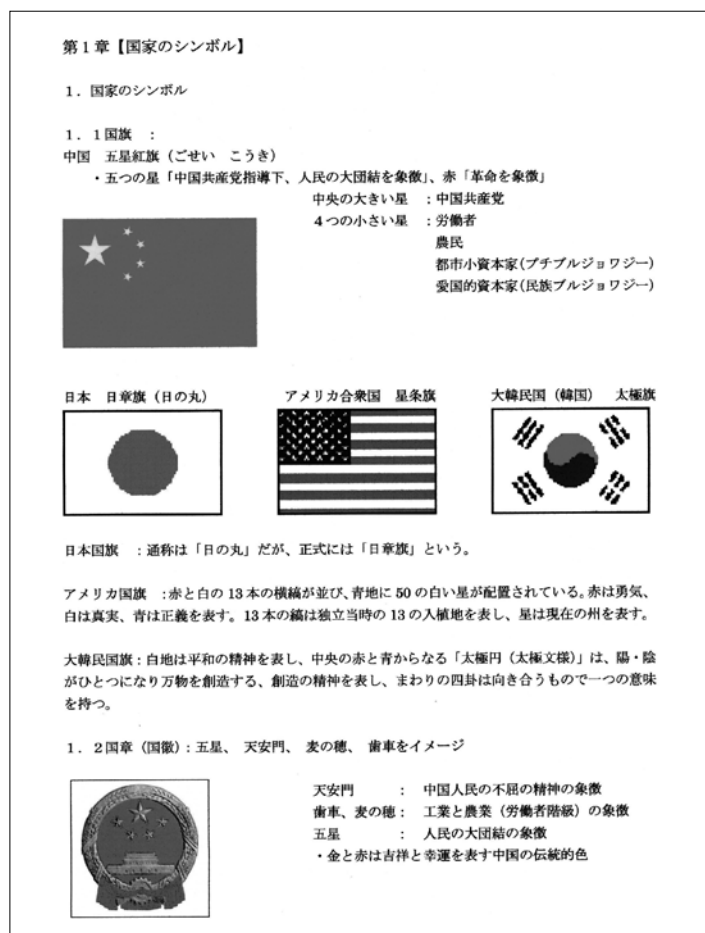 第1章【国家のシンボル】
1．国家のシンボル
1．1国旗　：
中国　五星紅旗（ごせい　こうき）
・五つの星「中国共産党指導下、人民の大団結を象徴」、赤「革命を象徴」
中央の大きい星　：中国共産党
4つの小さい星　：労働者
農民
都市小資本家（プチブルジョワジー）
愛国的資本家（民族ブルジョワジー）
日本　日章旗（日の丸）　アメリカ合衆国　星条旗　大韓民国（韓国）　太極旗
日本国旗　：通称は「日の丸」だが、正式には「日章旗」という。
アメリカ国旗　：赤と白の13本の横縞が並び、青地に50の白い星が配置されている。赤は勇気、
白は真実、青は正義を表す。13本の縞は独立当時の13の入植地を表し、星は現在の州を表す。
大韓民国旗：白地は平和の精神を表し、中央の赤と青からなる「太極円（太極文様）」は、陽・陰
がひとつになり万物を創造する、創造の精神を表し、まわりの四卦は向き合うもので一つの意味
を持つ。
1．2国章（国徽）：五星、　天安門、　麦の穂、　歯車をイメージ
天安門　　　：　中国人民の不屈の精神の象徴
歯車、麦の穂：　工業と農業（労働者階級）の象徴
五星　　　　：　人民の大団結の象徴
・金と赤は吉祥と幸運を表す中国の伝統的色